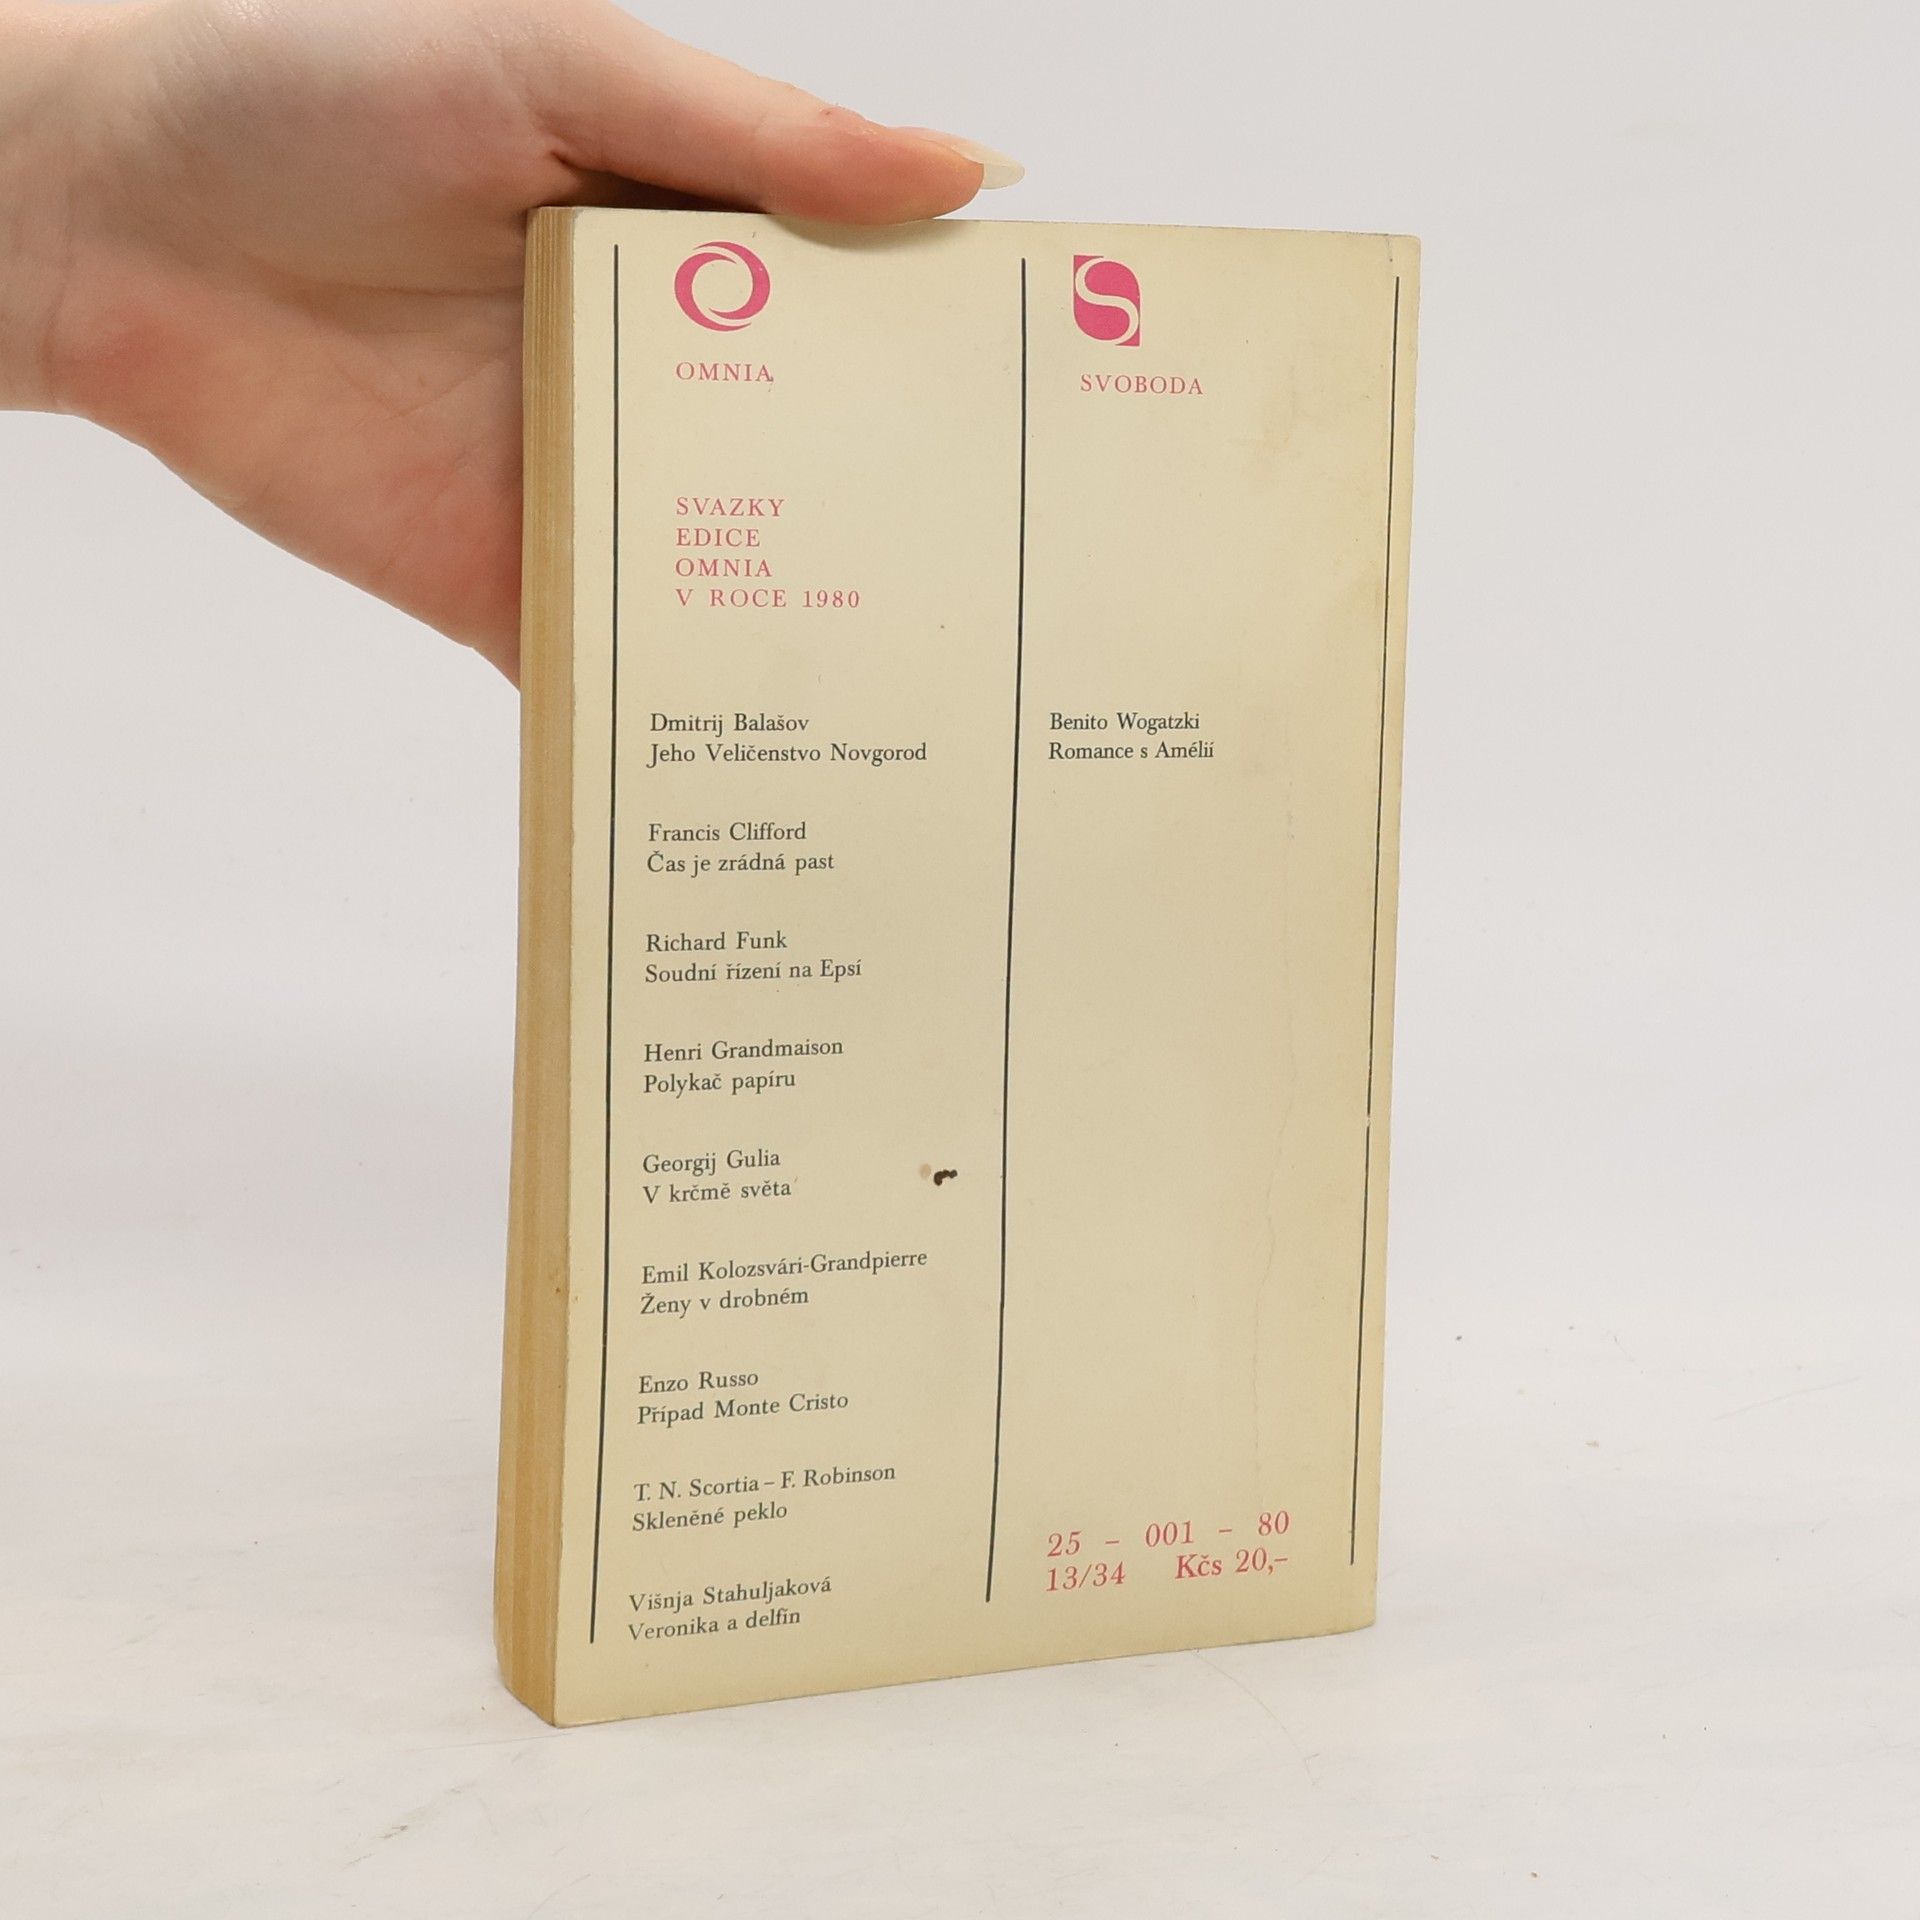 OMNIA
SVAZKY
EDICE
OMNIA
V ROCE 1980
Dmitrij Balašov
Jeho Veličenstvo Novgorod
Francis Clifford
Čas je zrádná past
Richard Funk
Soudní řízení na Epsí
Henri Grandmaison
Polykač papíru
Georgij Gulia
V krčmě světa
Emil Kolozsvári-Grandpierre
Ženy v drobném
Enzo Russo
Případ Monte Cristo
T. N. Scortia – F. Robinson
Skleněné peklo
Višnja Stahuljaková
Veronika a delfín
S
SVOBODA
Benito Wogatzki
Romance s Amélií
25 – 001 – 80
13/34 Kčs 20,–